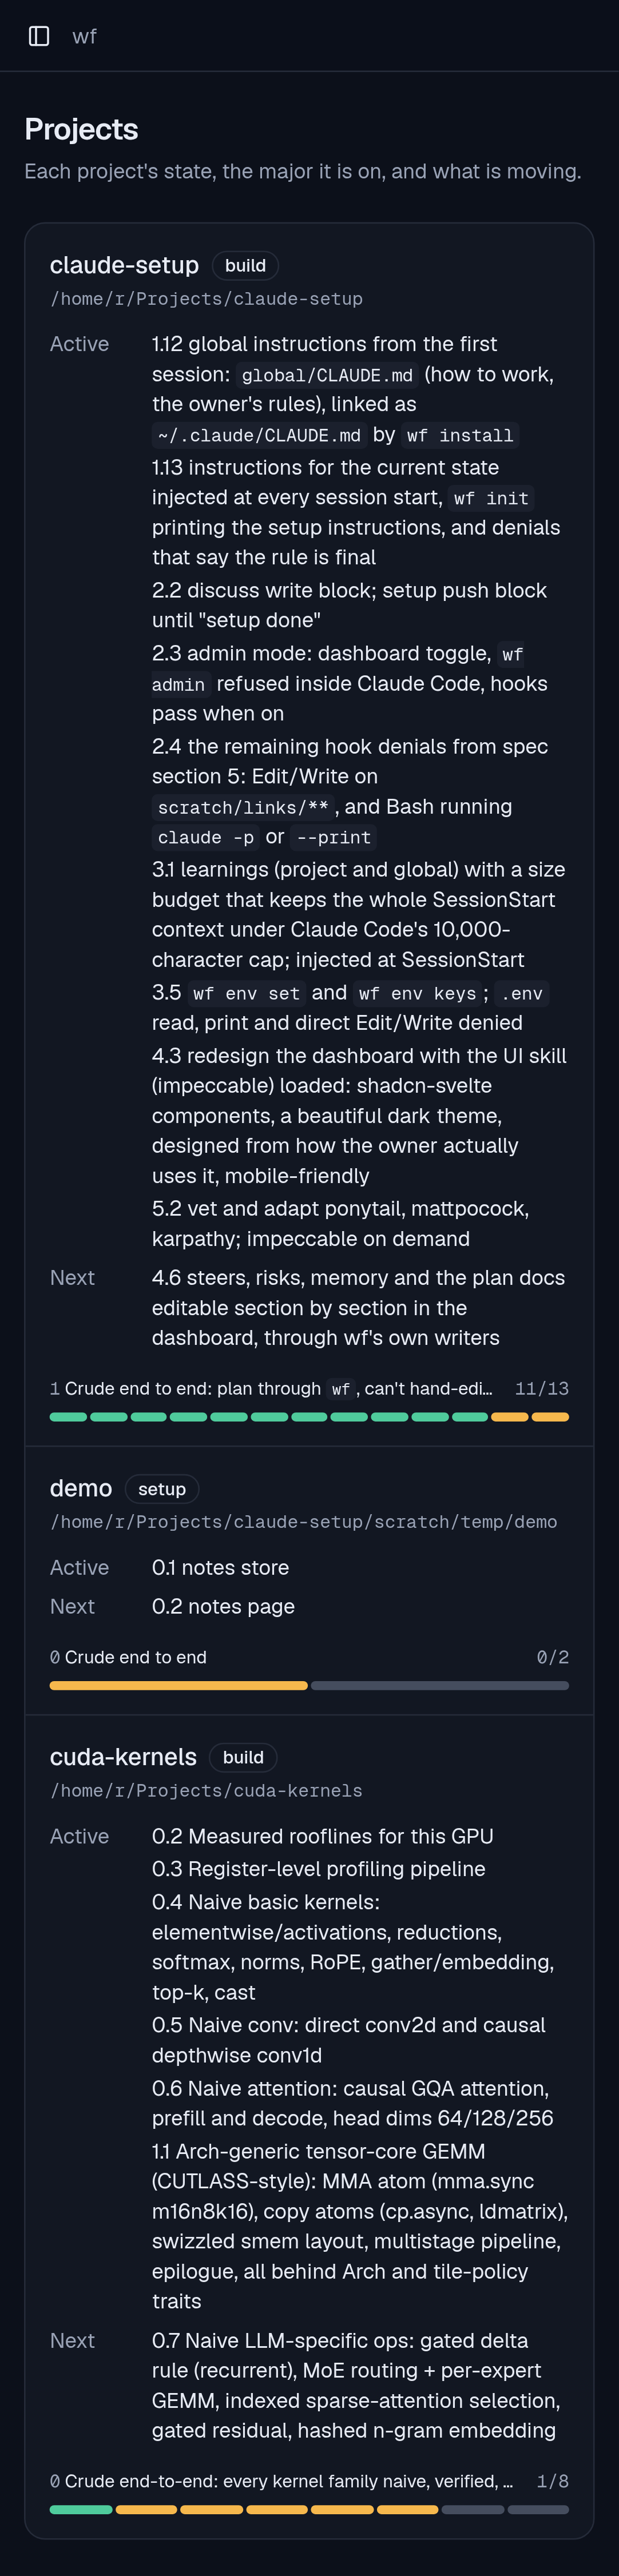 wf
Projects
Each project's state, the major it is on, and what is moving.
claude-setup build
/home/r/Projects/claude-setup
Active 1.12 global instructions from the first
session: global/CLAUDE.md (how to work,
the owner's rules), linked as
~/.claude/CLAUDE.md by wf install
1.13 instructions for the current state
injected at every session start, wf init
printing the setup instructions, and denials
that say the rule is final
2.2 discuss write block; setup push block
until "setup done"
2.3 admin mode: dashboard toggle, wf
admin refused inside Claude Code, hooks
pass when on
2.4 the remaining hook denials from spec
section 5: Edit/Write on
scratch/links/**, and Bash running
claude -p or --print
3.1 learnings (project and global) with a size
budget that keeps the whole SessionStart
context under Claude Code's 10,000-
character cap; injected at SessionStart
3.5 wf env set and wf env keys; .env
read, print and direct Edit/Write denied
4.3 redesign the dashboard with the UI skill
(impeccable) loaded: shadcn-svelte
components, a beautiful dark theme,
designed from how the owner actually
uses it, mobile-friendly
5.2 vet and adapt ponytail, mattpocock,
karpathy; impeccable on demand
Next 4.6 steers, risks, memory and the plan docs
editable section by section in the
dashboard, through wf's own writers
1 Crude end to end: plan through wf, can't hand-edi... 11/13
demo setup
/home/r/Projects/claude-setup/scratch/temp/demo
Active 0.1 notes store
Next 0.2 notes page
0 Crude end to end 0/2
cuda-kernels build
/home/r/Projects/cuda-kernels
Active 0.2 Measured rooflines for this GPU
0.3 Register-level profiling pipeline
0.4 Naive basic kernels:
elementwise/activations, reductions,
softmax, norms, RoPE, gather/embedding,
top-k, cast
0.5 Naive conv: direct conv2d and causal
depthwise conv1d
0.6 Naive attention: causal GQA attention,
prefill and decode, head dims 64/128/256
1.1 Arch-generic tensor-core GEMM
(CUTLASS-style): MMA atom (mma.sync
m16n8k16), copy atoms (cp.async, ldmatrix),
swizzled smem layout, multistage pipeline,
epilogue, all behind Arch and tile-policy
traits
Next 0.7 Naive LLM-specific ops: gated delta
rule (recurrent), MoE routing + per-expert
GEMM, indexed sparse-attention selection,
gated residual, hashed n-gram embedding
0 Crude end-to-end: every kernel family naive, verified, ... 1/8